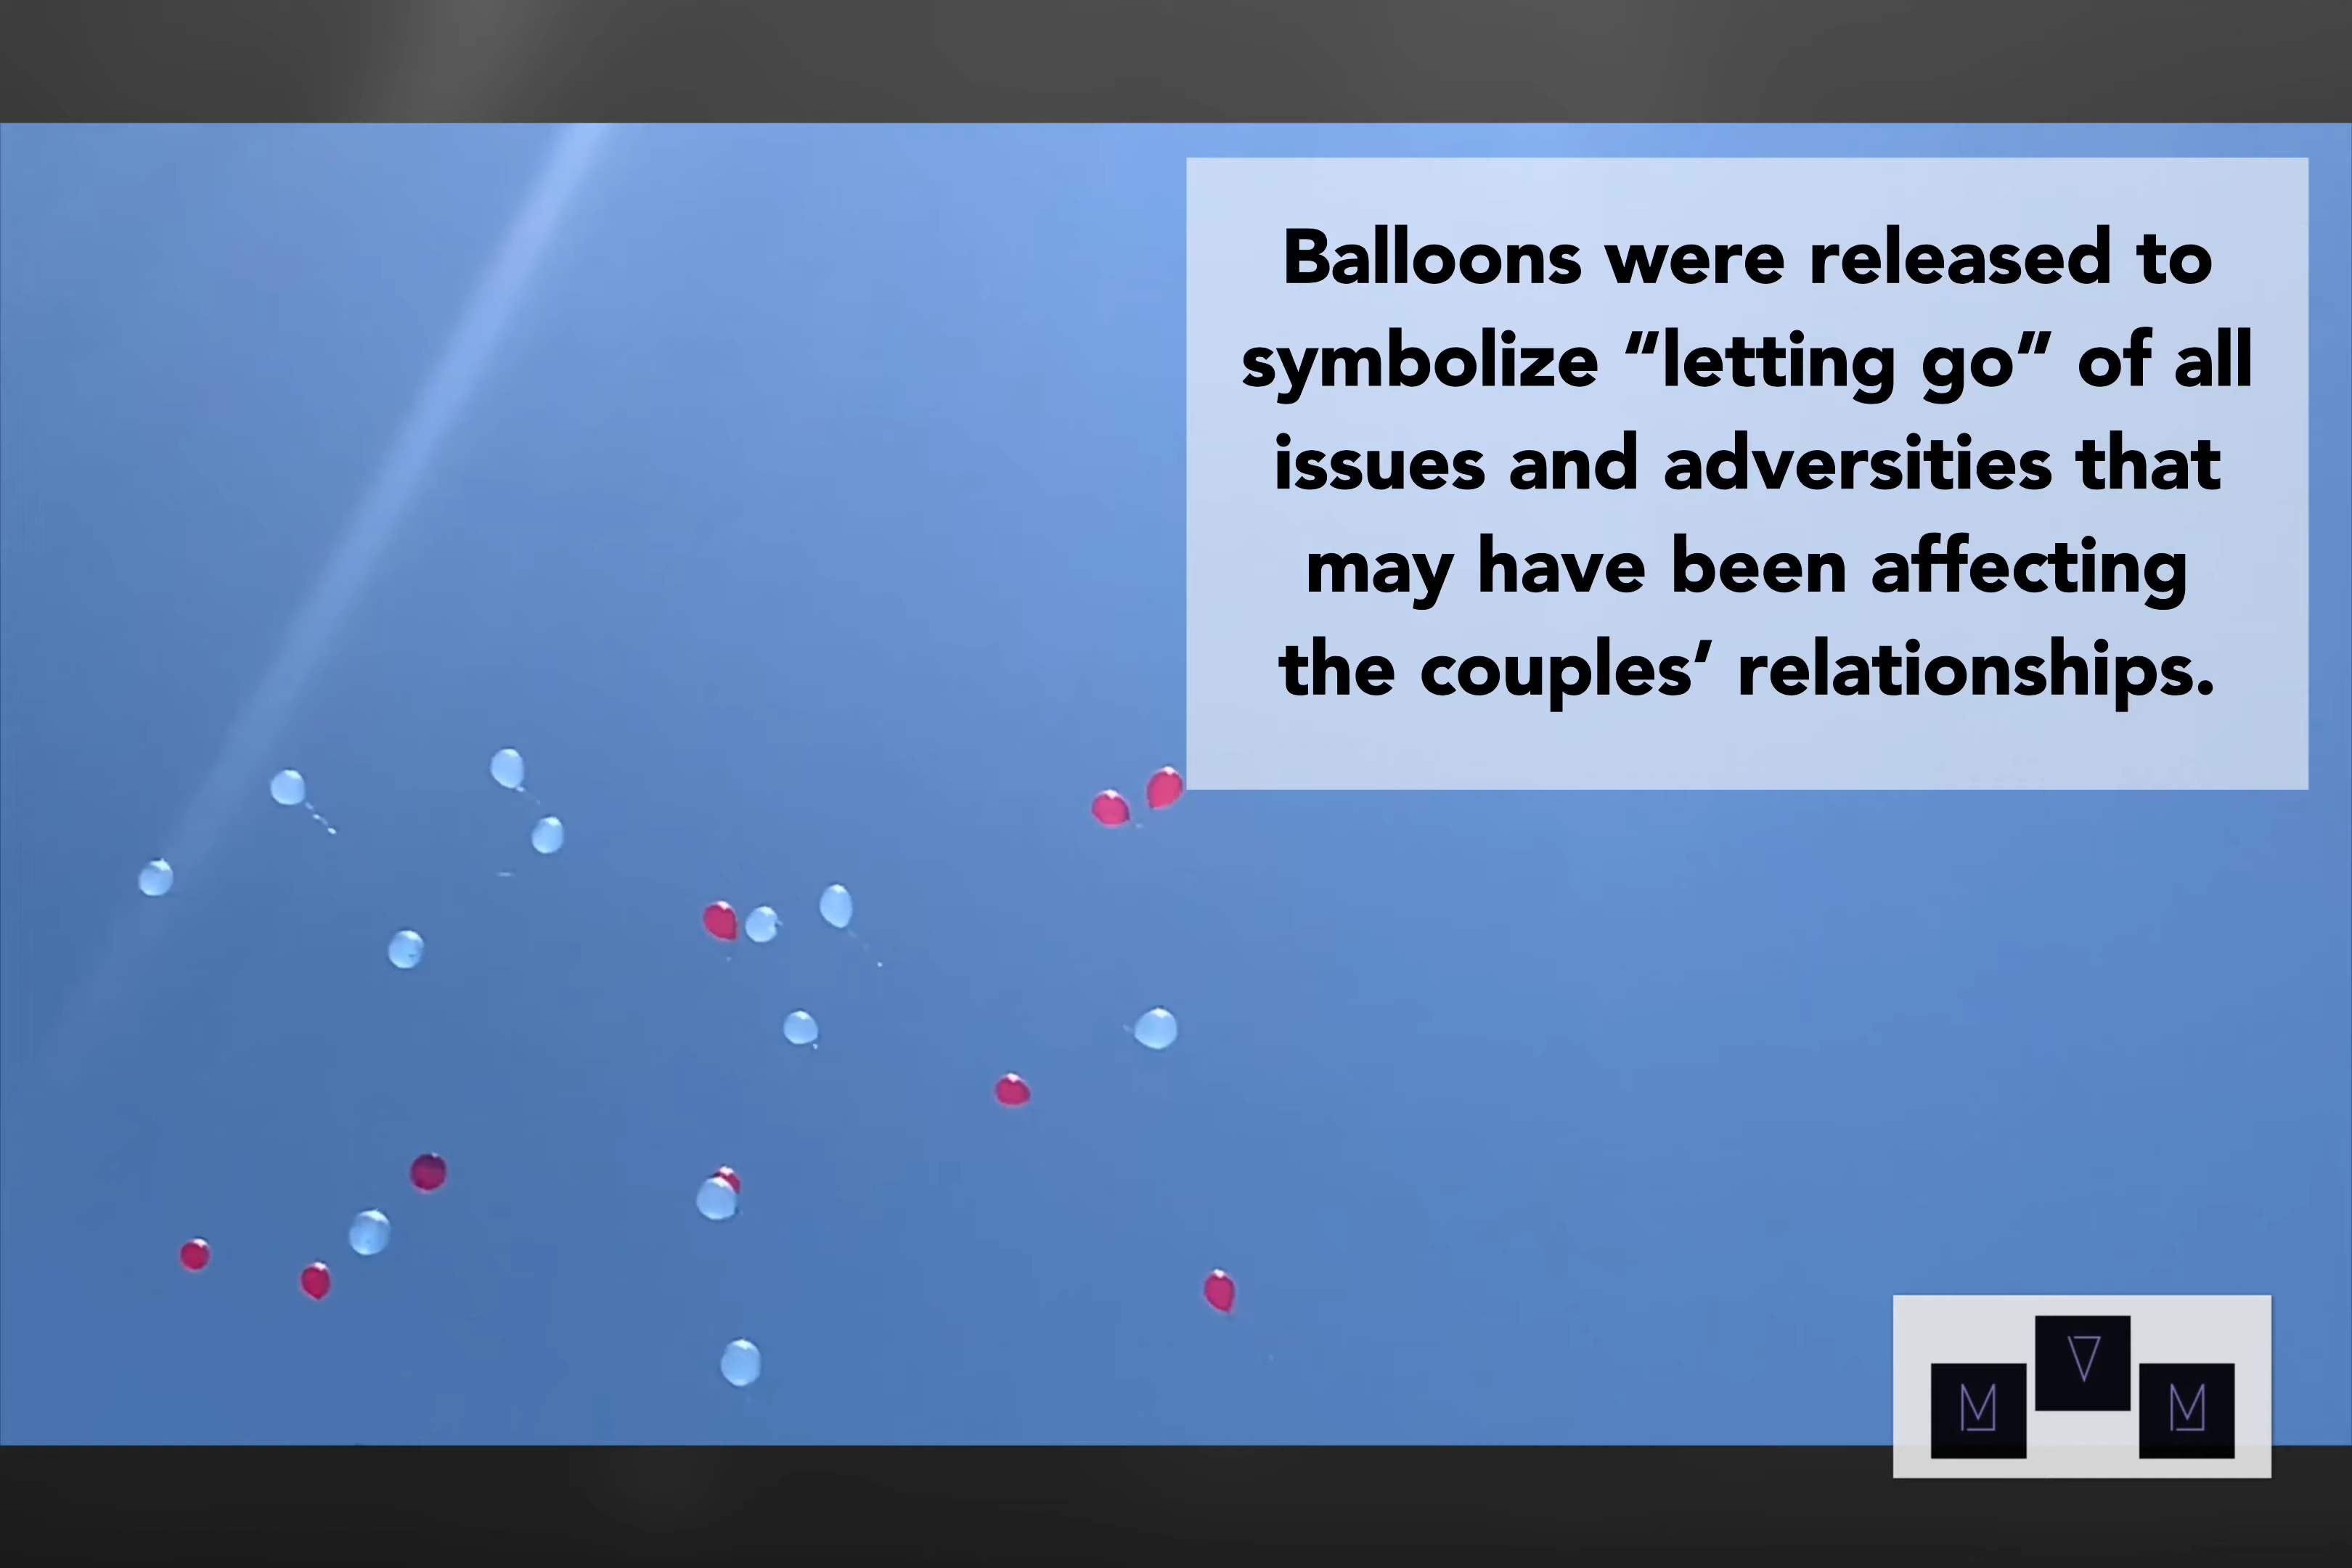 Balloons were released to
symbolize “letting go” of all
issues and adversities that
may have been affecting
the couples’ relationships.
M V M